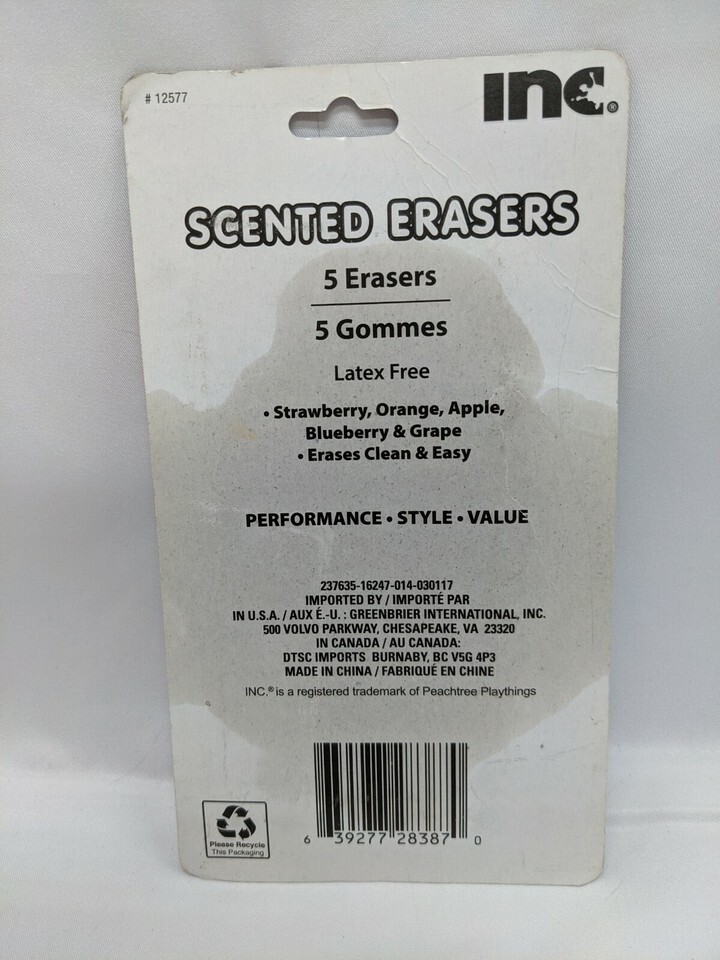 # 12577
inc®
SCENTED ERASERS
5 Erasers
5 Gommes
Latex Free
• Strawberry, Orange, Apple,
Blueberry & Grape
• Erases Clean & Easy
PERFORMANCE • STYLE • VALUE
237635-16247-014-030117
IMPORTED BY / IMPORTÉ PAR
IN U.S.A. / AUX É.-U. : GREENBRIER INTERNATIONAL, INC.
500 VOLVO PARKWAY, CHESAPEAKE, VA 23320
IN CANADA / AU CANADA:
DTSC IMPORTS BURNABY, BC V5G 4P3
MADE IN CHINA / FABRIQUÉ EN CHINE
INC.® is a registered trademark of Peachtree Playthings
6 39277 28387 0
Please Recycle
This Packaging